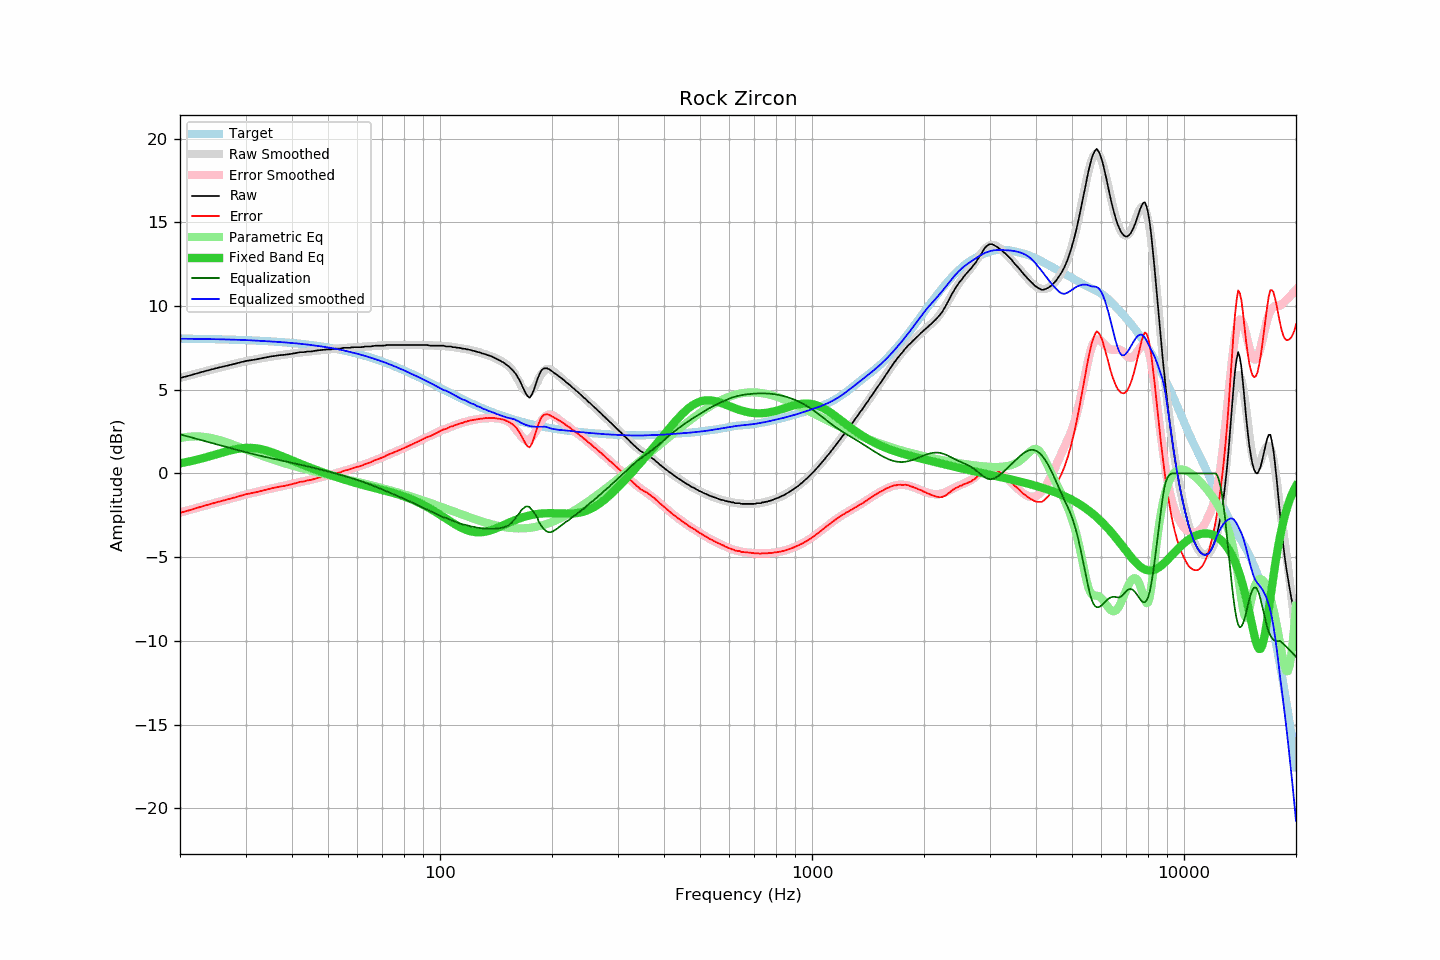 Rock Zircon
Target
Raw Smoothed
Error Smoothed
Raw
Error
Parametric Eq
Fixed Band Eq
Equalization
Equalized smoothed
20
15
10
5
0
−5
−10
−15
−20
Amplitude (dBr)
100
1000
10000
Frequency (Hz)